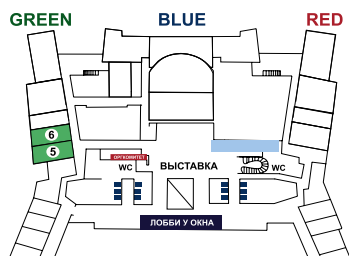 GREEN BLUE RED
6
5
ОРГКОМИТЕТ
WC ВЫСТАВКА WC
ЛОББИ У ОКНА